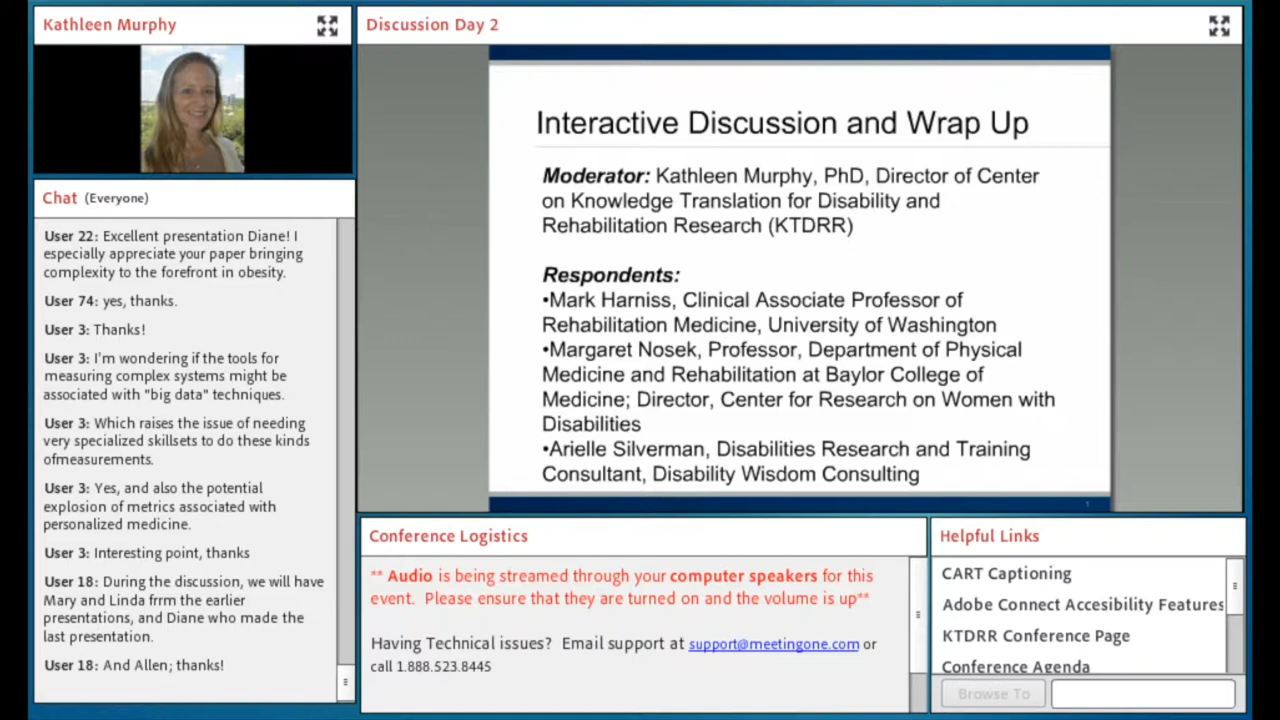 Kathleen Murphy
Discussion Day 2
Interactive Discussion and Wrap Up
Moderator: Kathleen Murphy, PhD, Director of Center
on Knowledge Translation for Disability and
Rehabilitation Research (KTDRR)
Respondents:
•Mark Harniss, Clinical Associate Professor of
Rehabilitation Medicine, University of Washington
•Margaret Nosek, Professor, Department of Physical
Medicine and Rehabilitation at Baylor College of
Medicine; Director, Center for Research on Women with
Disabilities
•Arielle Silverman, Disabilities Research and Training
Consultant, Disability Wisdom Consulting
1
Chat (Everyone)
User 22: Excellent presentation Diane! I
especially appreciate your paper bringing
complexity to the forefront in obesity.
User 74: yes, thanks.
User 3: Thanks!
User 3: I'm wondering if the tools for
measuring complex systems might be
associated with "big data" techniques.
User 3: Which raises the issue of needing
very specialized skillsets to do these kinds
ofmeasurements.
User 3: Yes, and also the potential
explosion of metrics associated with
personalized medicine.
User 3: Interesting point, thanks
User 18: During the discussion, we will have
Mary and Linda frrm the earlier
presentations, and Diane who made the
last presentation.
User 18: And Allen; thanks!
Conference Logistics
** Audio is being streamed through your computer speakers for this
event. Please ensure that they are turned on and the volume is up**
Having Technical issues? Email support at support@meetingone.com or
call 1.888.523.8445
Helpful Links
CART Captioning
Adobe Connect Accesibility Features
KTDRR Conference Page
Conference Agenda
Browse To